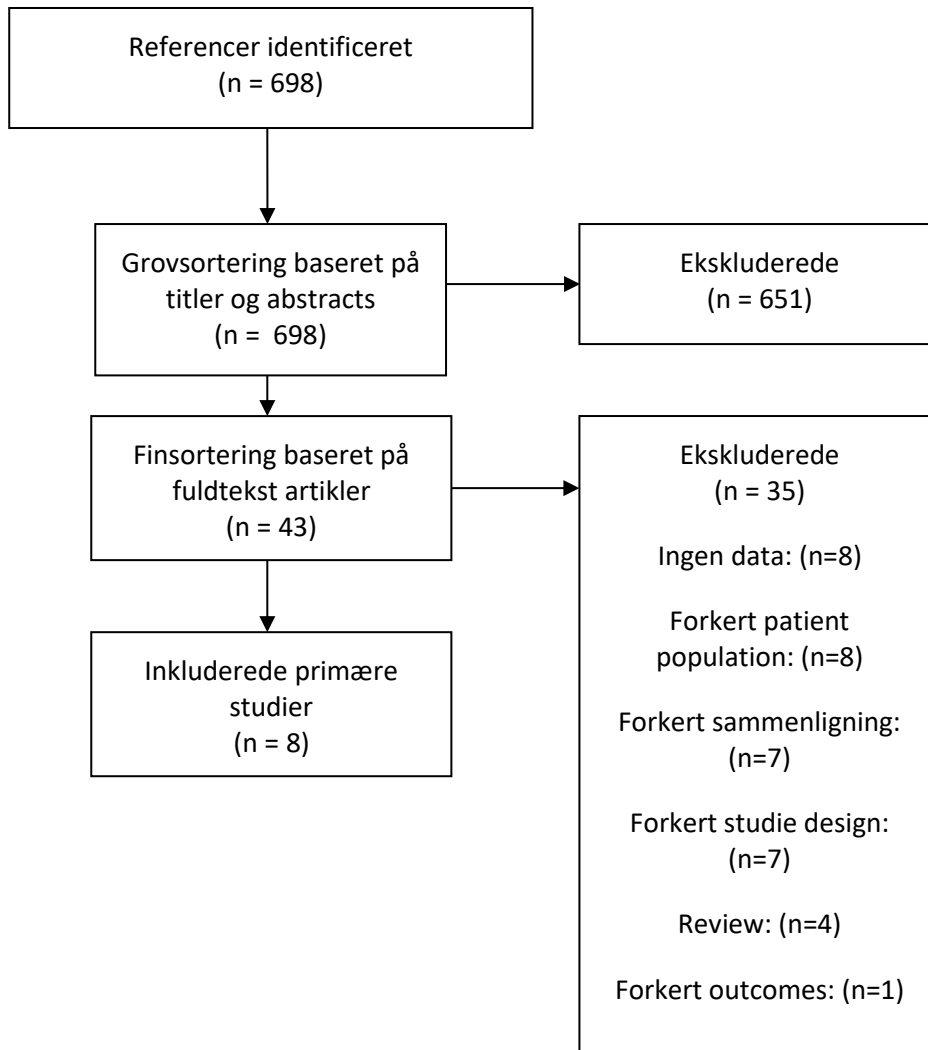 Referencer identificeret
(n = 698)
Grovsortering baseret på
titler og abstracts
(n =  698)
Ekskluderede
(n = 651)
Finsortering baseret på
fuldtekst artikler
(n = 43)
Ekskluderede
(n = 35)
Ingen data: (n=8)
Forkert patient
population: (n=8)
Forkert sammenligning:
(n=7)
Forkert studie design:
(n=7)
Review: (n=4)
Forkert outcomes: (n=1)
Inkluderede primære
studier
(n = 8)